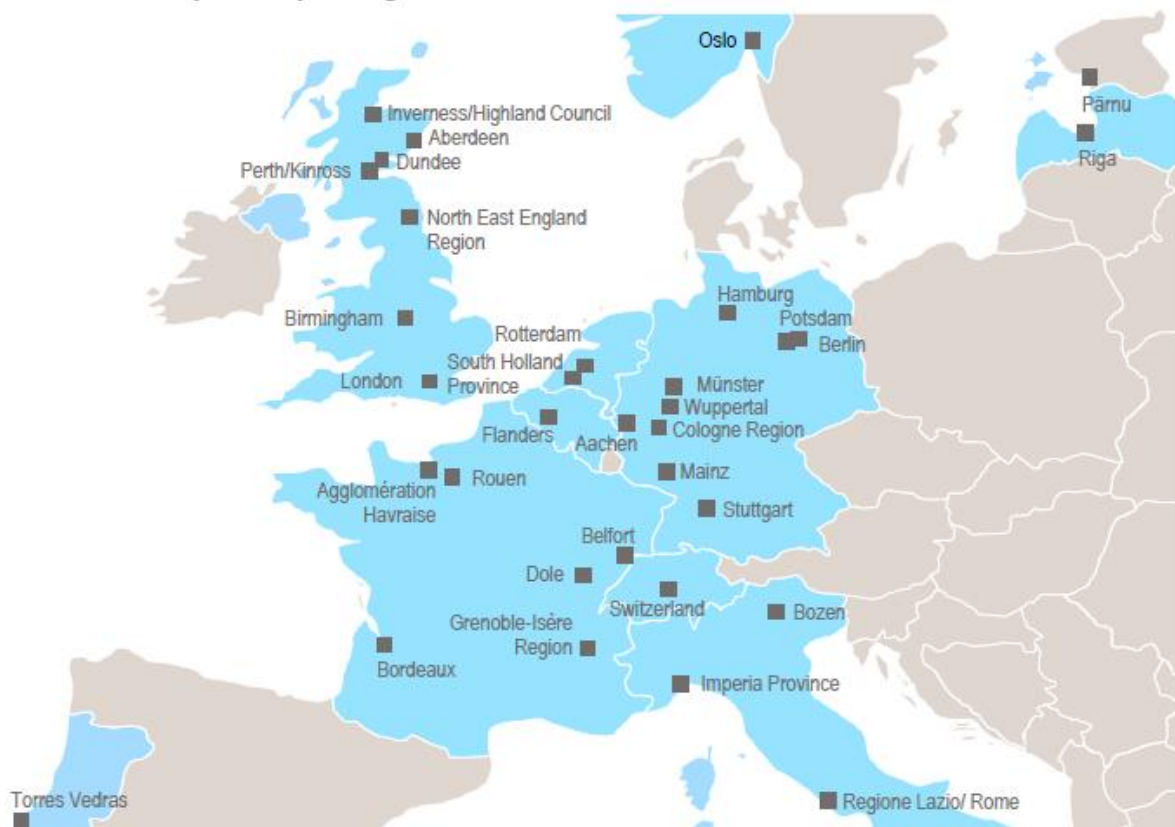 Oslo
Pärnu
Riga
Inverness/Highland Council
Aberdeen
Dundee
Perth/Kinross
North East England
Region
Birmingham
London
Hamburg
Potsdam
Berlin
Rotterdam
South Holland
Province
Münster
Wuppertal
Cologne Region
Flanders
Aachen
Mainz
Agglomération
Havraise
Rouen
Stuttgart
Belfort
Dole
Switzerland
Bozen
Grenoble-Isére
Region
Bordeaux
Imperia Province
Torres Vedras
Regione Lazio/ Rome